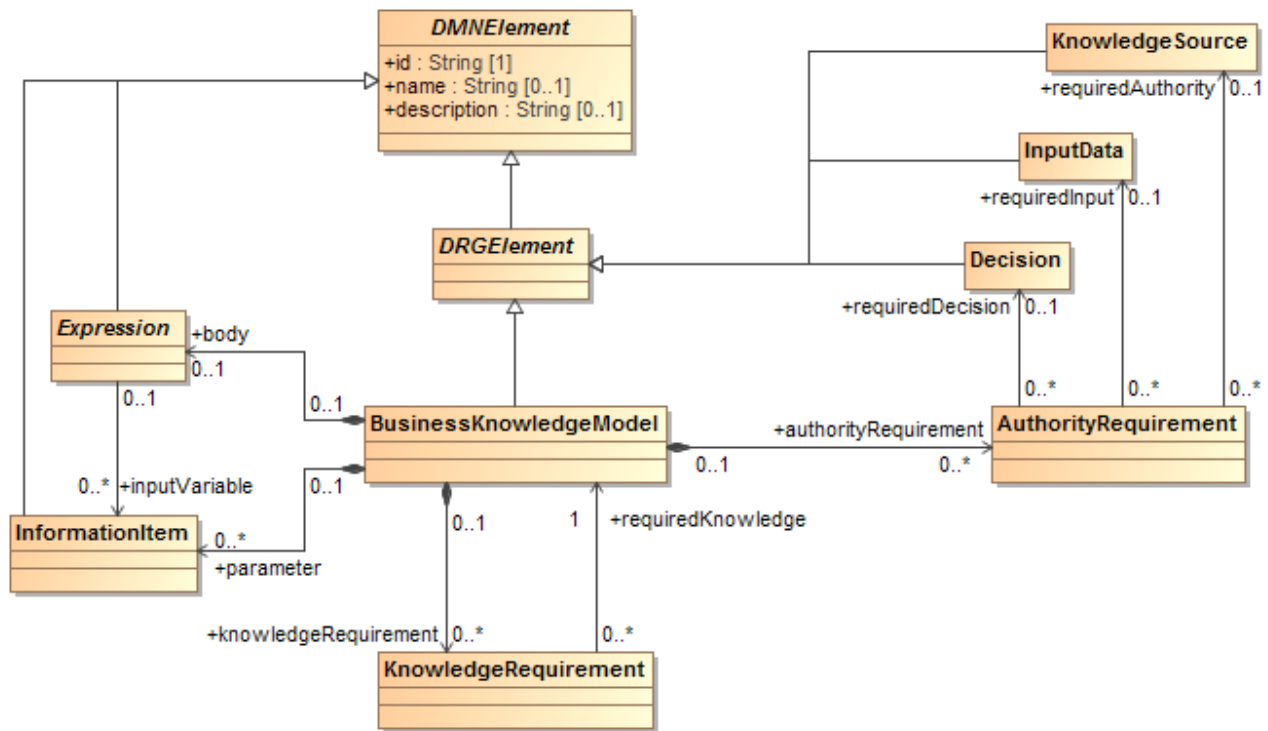 DMNElement
+id : String [1]
+name : String [0..1]
+description : String [0..1]
KnowledgeSource
+requiredAuthority 0..1
InputData
+requiredInput 0..1
DRGElement
Decision
+requiredDecision 0..1
Expression
+body
0..1
0..1
0..1
0..* 0..* 0..*
BusinessKnowledgeModel
+authorityRequirement
AuthorityRequirement
0..1 0..*
0..* +inputVariable
0..1
0..1
1 +requiredKnowledge
InformationItem
0..*
+parameter
+knowledgeRequirement 0..*
0..*
KnowledgeRequirement